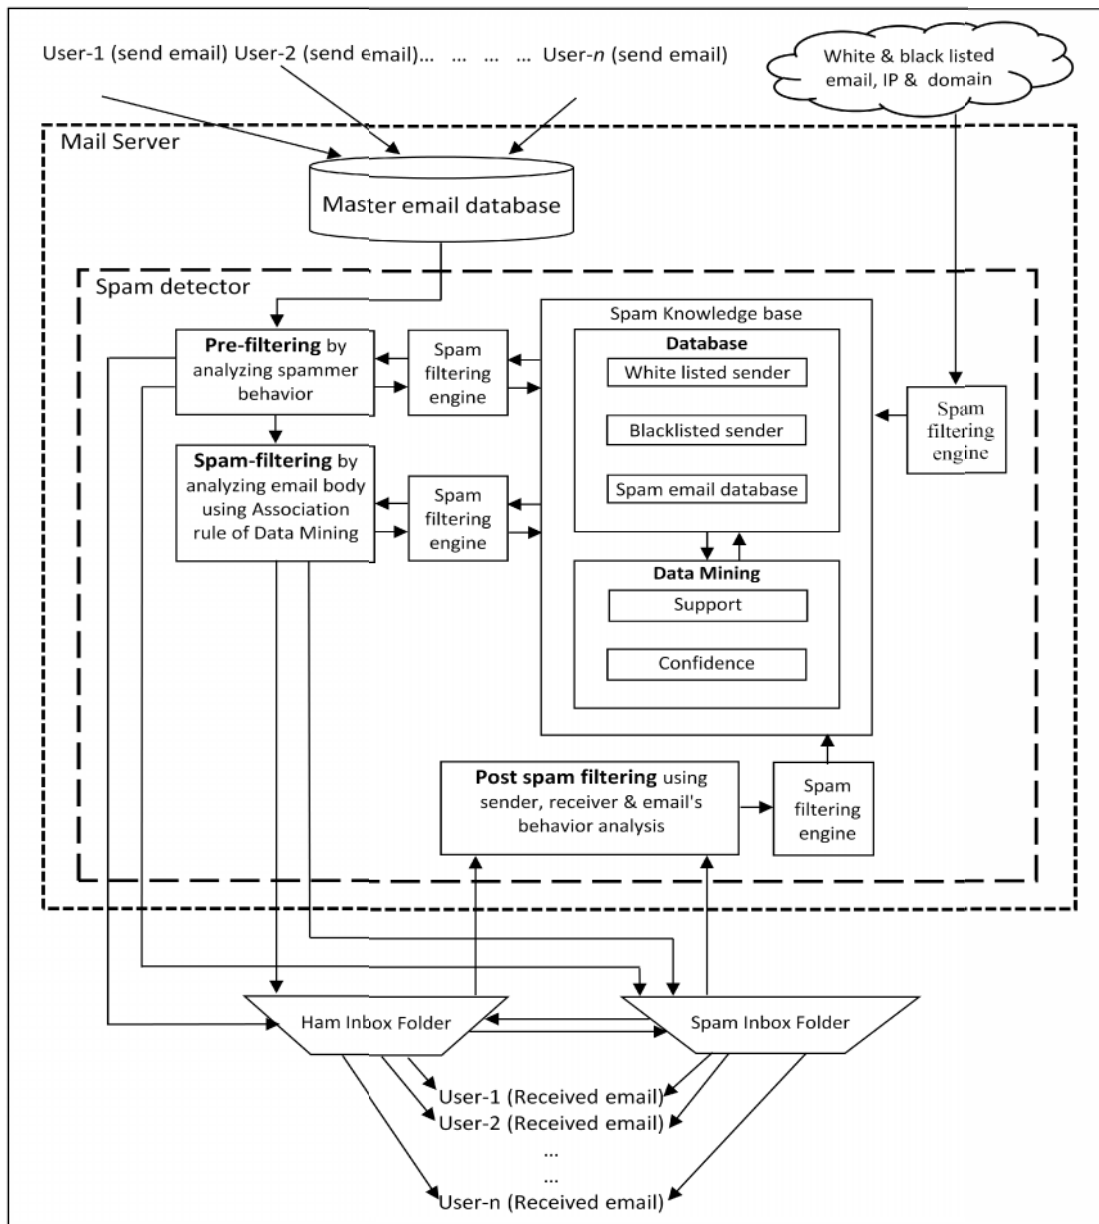 User-1 (send email) User-2 (send email)... ... ... ... User-n (send email)
White & black listed
email, IP & domain
Mail Server
Master email database
Spam detector
Spam Knowledge base
Pre-filtering by
analyzing spammer
behavior
Spam
filtering
engine
Database
White listed sender
Blacklisted sender
Spam email database
Spam
filtering
engine
Spam-filtering by
analyzing email body
using Association
rule of Data Mining
Spam
filtering
engine
Data Mining
Support
Confidence
Post spam filtering using
sender, receiver & email's
behavior analysis
Spam
filtering
engine
Ham Inbox Folder
Spam Inbox Folder
User-1 (Received email)
User-2 (Received email)
...
...
User-n (Received email)